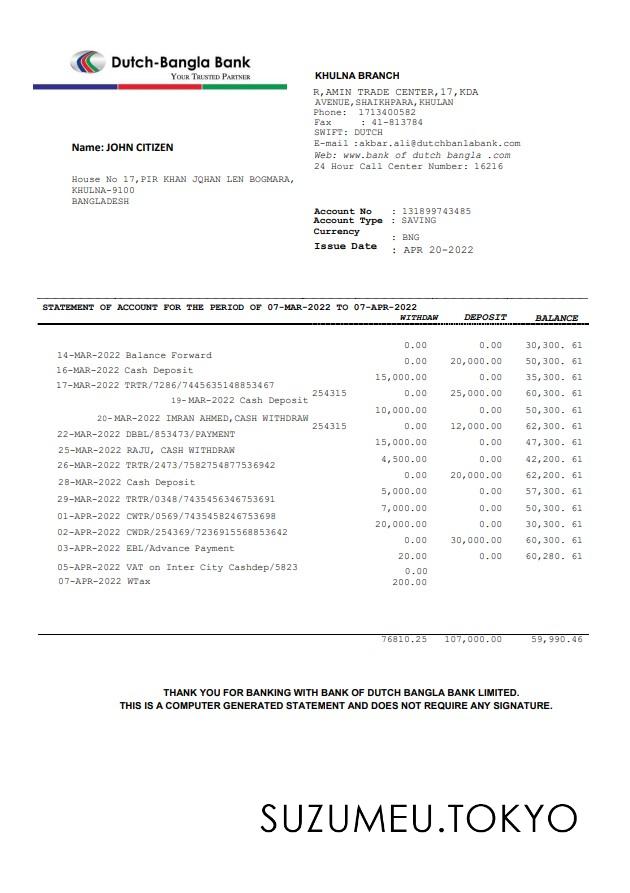 Dutch-Bangla Bank
YOUR TRUSTED PARTNER
KHULNA BRANCH
R,AMIN TRADE CENTER,17,KDA
AVENUE,SHAIKHPARA,KHULAN
Phone: 1713400582
Fax : 41-813784
SWIFT: DUTCH
E-mail :akbar.ali@dutchbanlabank.com
Web: www.bank of dutch bangla .com
24 Hour Call Center Number: 16216
Name: JOHN CITIZEN
House No 17,PIR KHAN JQHAN LEN BOGMARA,
KHULNA-9100
BANGLADESH
Account No : 131899743485
Account Type : SAVING
Currency : BNG
Issue Date : APR 20-2022
STATEMENT OF ACCOUNT FOR THE PERIOD OF 07-MAR-2022 TO 07-APR-2022
WITHDAW DEPOSIT BALANCE
0.00 0.00 30,300. 61
14-MAR-2022 Balance Forward
0.00 20,000.00 50,300. 61
16-MAR-2022 Cash Deposit
15,000.00 0.00 35,300. 61
17-MAR-2022 TRTR/7286/7445635148853467
254315 0.00 25,000.00 60,300. 61
19-MAR-2022 Cash Deposit
10,000.00 0.00 50,300. 61
20-MAR-2022 IMRAN AHMED,CASH WITHDRAW
254315 0.00 12,000.00 62,300. 61
22-MAR-2022 DBBL/853473/PAYMENT
15,000.00 0.00 47,300. 61
25-MAR-2022 RAJU, CASH WITHDRAW
4,500.00 0.00 42,200. 61
26-MAR-2022 TRTR/2473/7582754877536942
0.00 20,000.00 62,200. 61
28-MAR-2022 Cash Deposit
5,000.00 0.00 57,300. 61
29-MAR-2022 TRTR/0348/7435456346753691
7,000.00 0.00 50,300. 61
01-APR-2022 CWTR/0569/7435458246753698
20,000.00 0.00 30,300. 61
02-APR-2022 CWDR/254369/7236915568853642
0.00 30,000.00 60,300. 61
03-APR-2022 EBL/Advance Payment
20.00 0.00 60,280. 61
05-APR-2022 VAT on Inter City Cashdep/5823
0.00
07-APR-2022 WTax 200.00
76810.25 107,000.00 59,990.46
THANK YOU FOR BANKING WITH BANK OF DUTCH BANGLA BANK LIMITED.
THIS IS A COMPUTER GENERATED STATEMENT AND DOES NOT REQUIRE ANY SIGNATURE.
SUZUMEU.TOKYO